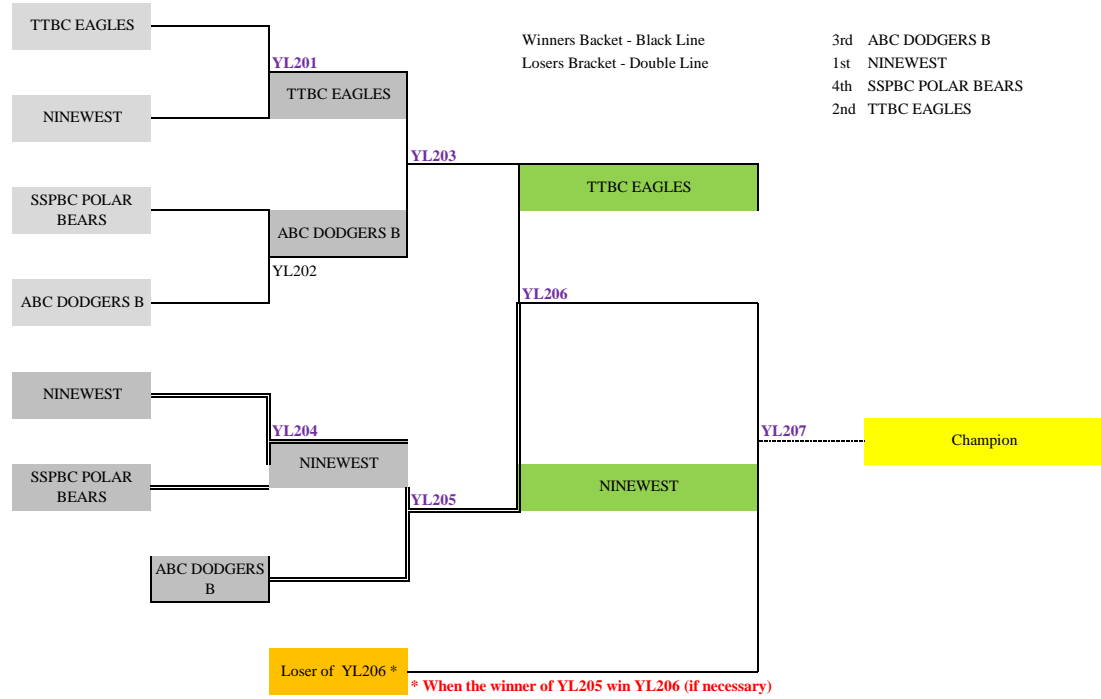 TTBC EAGLES
Winners Backet - Black Line
3rd ABC DODGERS B
YL201
Losers Bracket - Double Line
1st NINEWEST
TTBC EAGLES
4th SSPBC POLAR BEARS
NINEWEST
2nd TTBC EAGLES
YL203
TTBC EAGLES
SSPBC POLAR
BEARS
ABC DODGERS B
YL202
ABC DODGERS B
YL206
NINEWEST
YL204
YL207
Champion
NINEWEST
SSPBC POLAR
BEARS
NINEWEST
YL205
ABC DODGERS
B
Loser of YL206 *
* When the winner of YL205 win YL206 (if necessary)